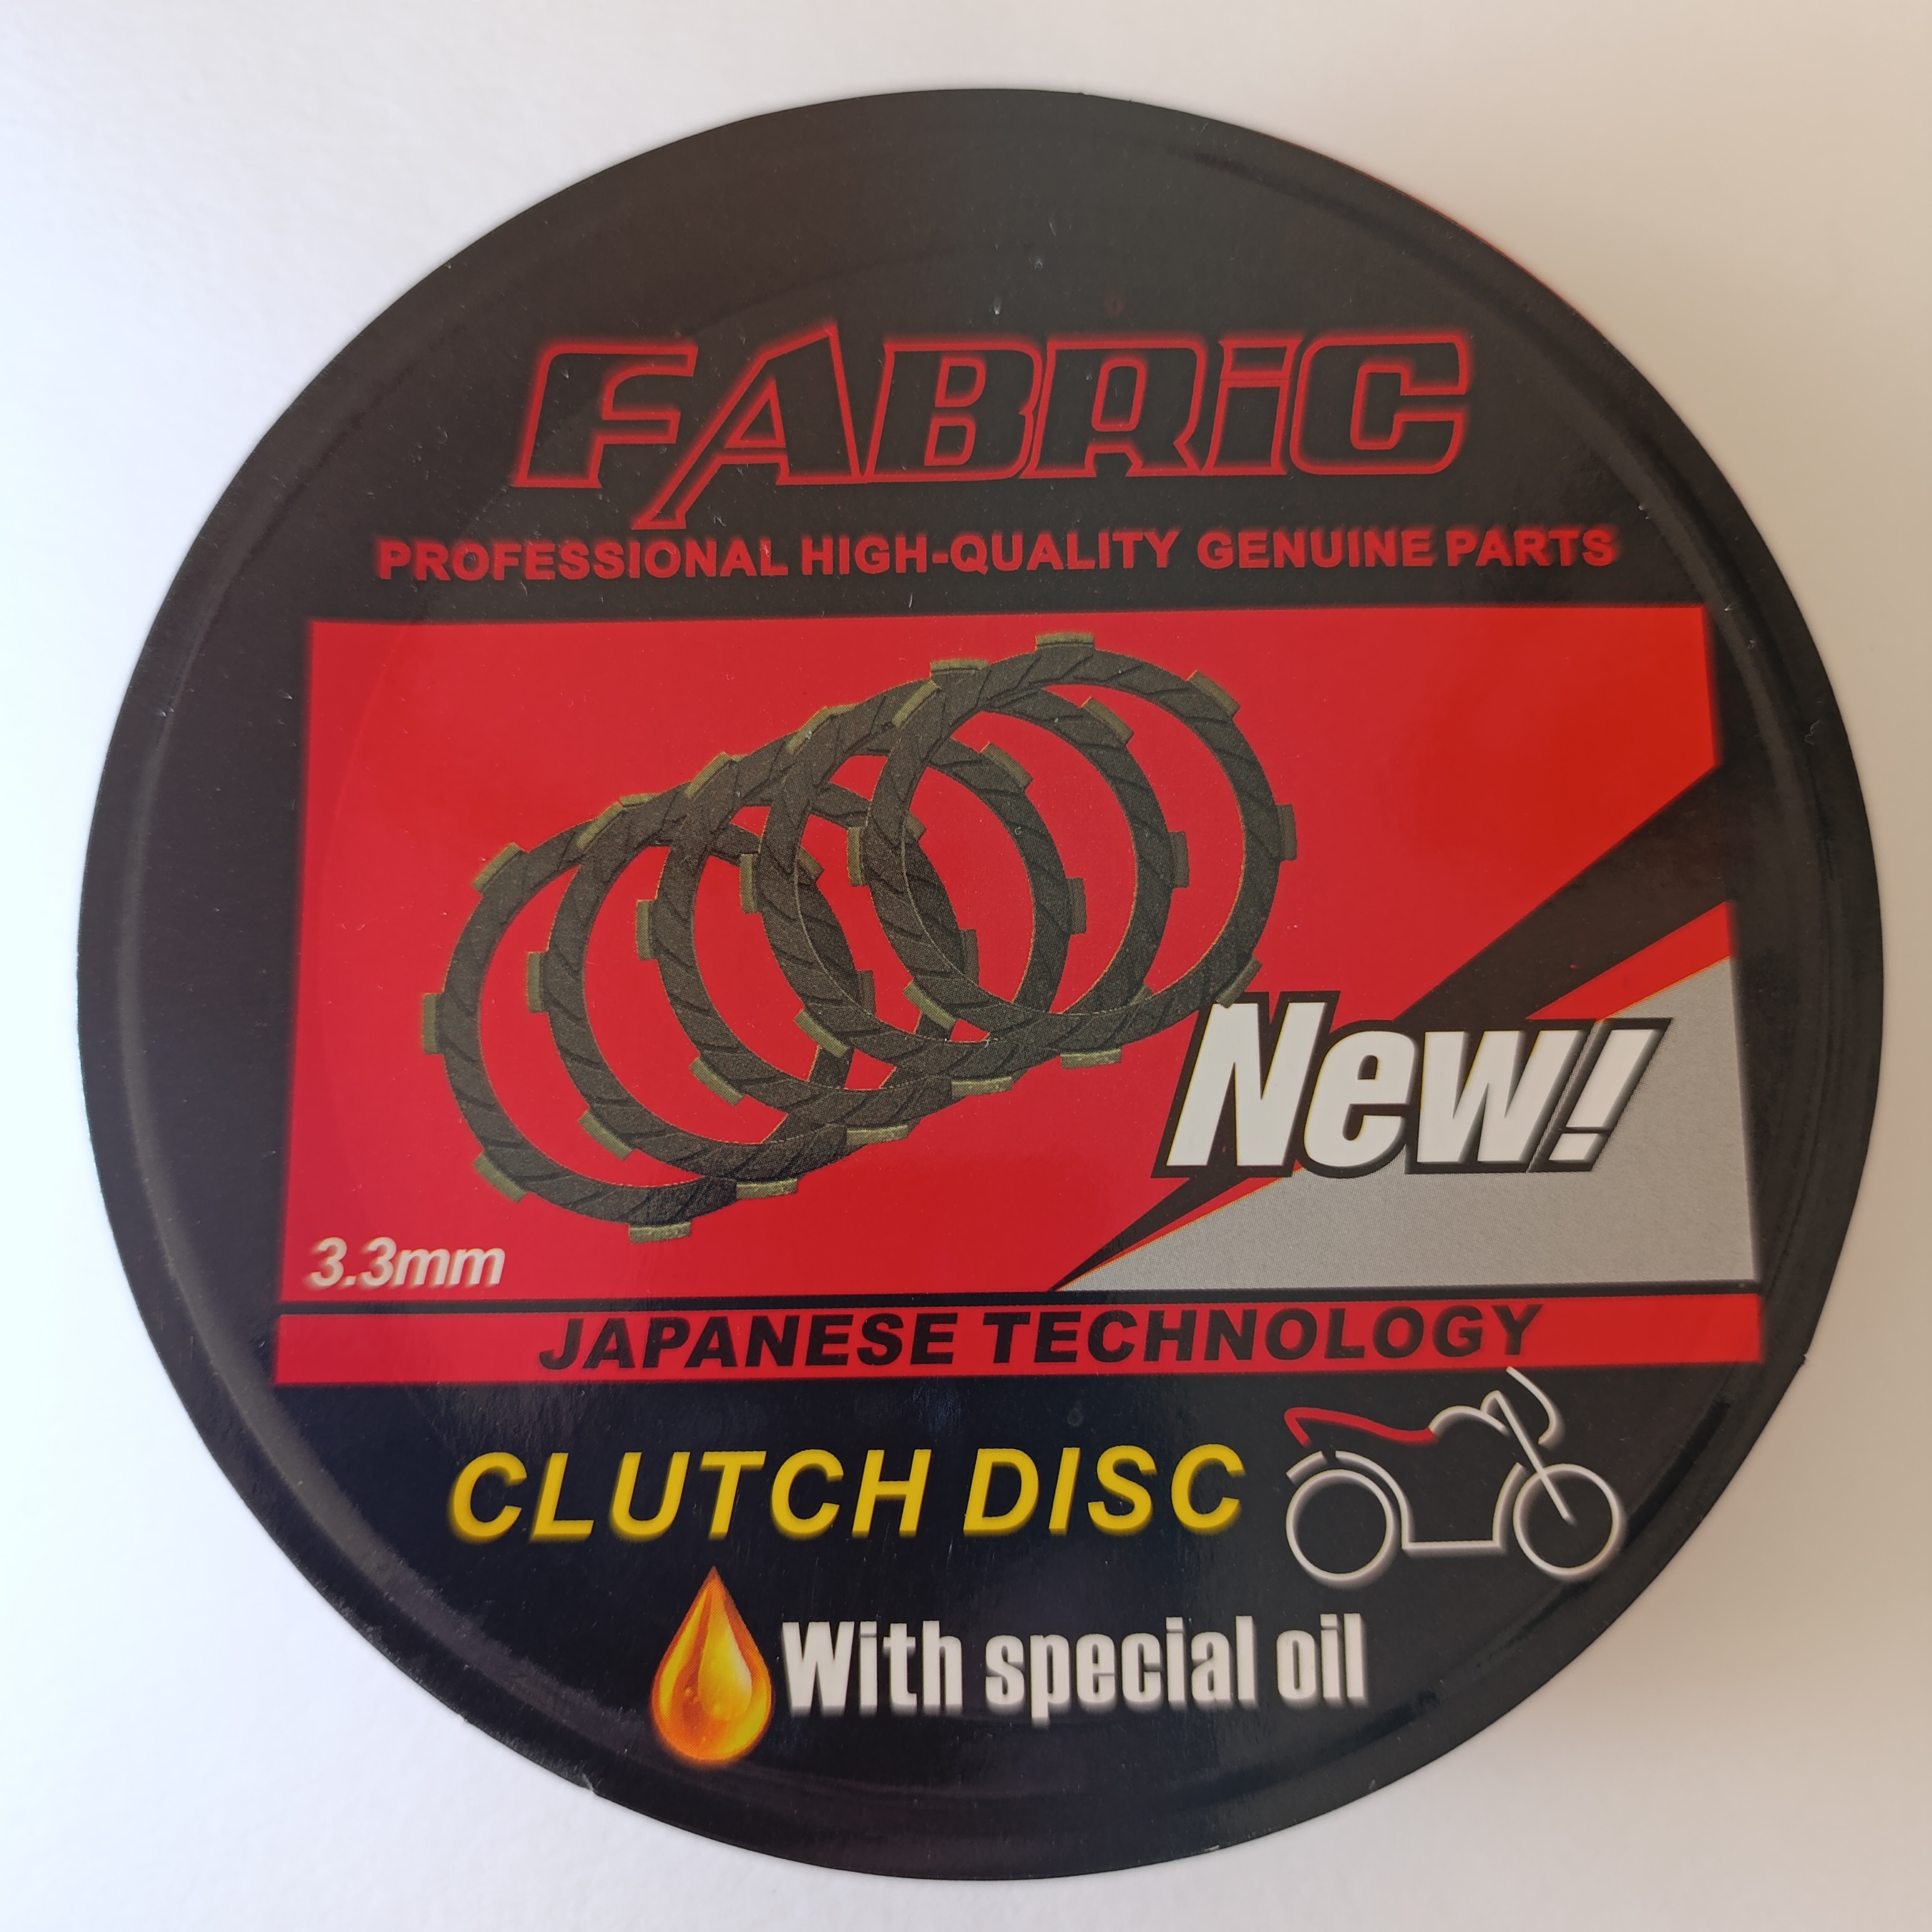 FABRiC
PROFESSIONAL HIGH-QUALITY GENUINE PARTS
New!
3.3mm
JAPANESE TECHNOLOGY
CLUTCH DISC
With special oil